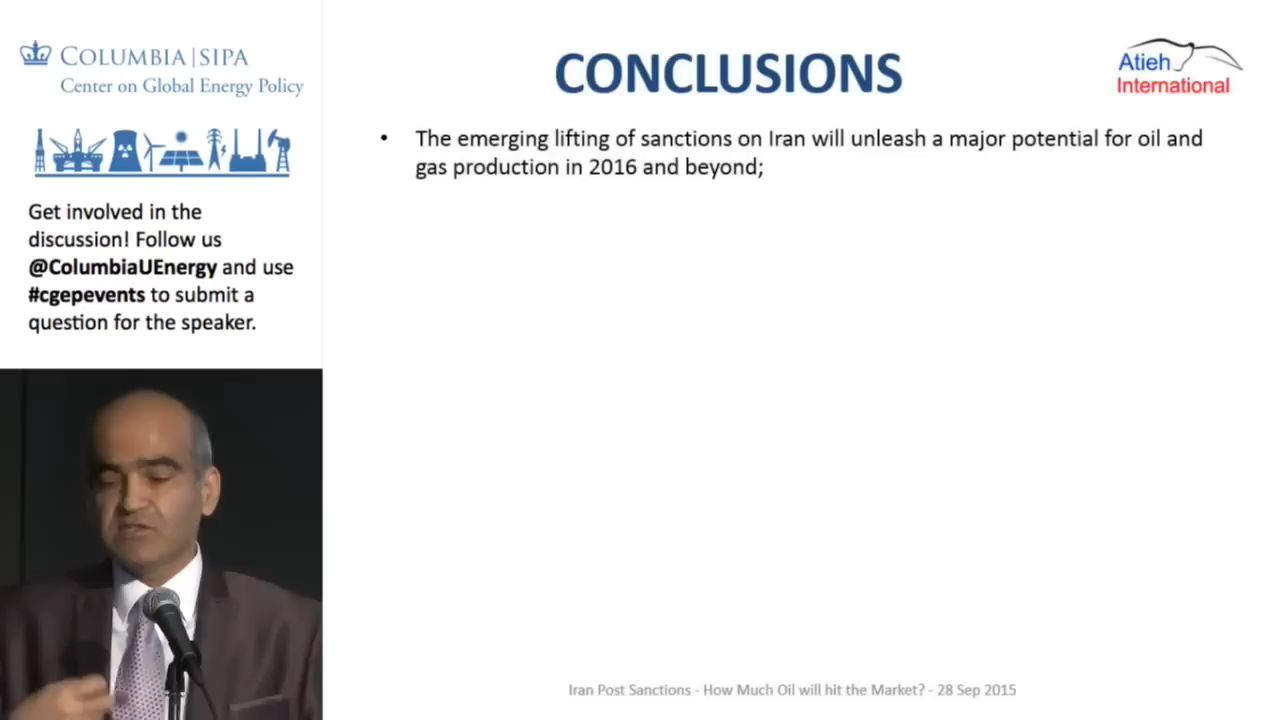 COLUMBIA | SIPA
Center on Global Energy Policy
Get involved in the
discussion! Follow us
@ColumbiaUEnergy and use
#cgepevents to submit a
question for the speaker.
CONCLUSIONS
Atieh
International
• The emerging lifting of sanctions on Iran will unleash a major potential for oil and
gas production in 2016 and beyond;
Iran Post Sanctions - How Much Oil will hit the Market? - 28 Sep 2015